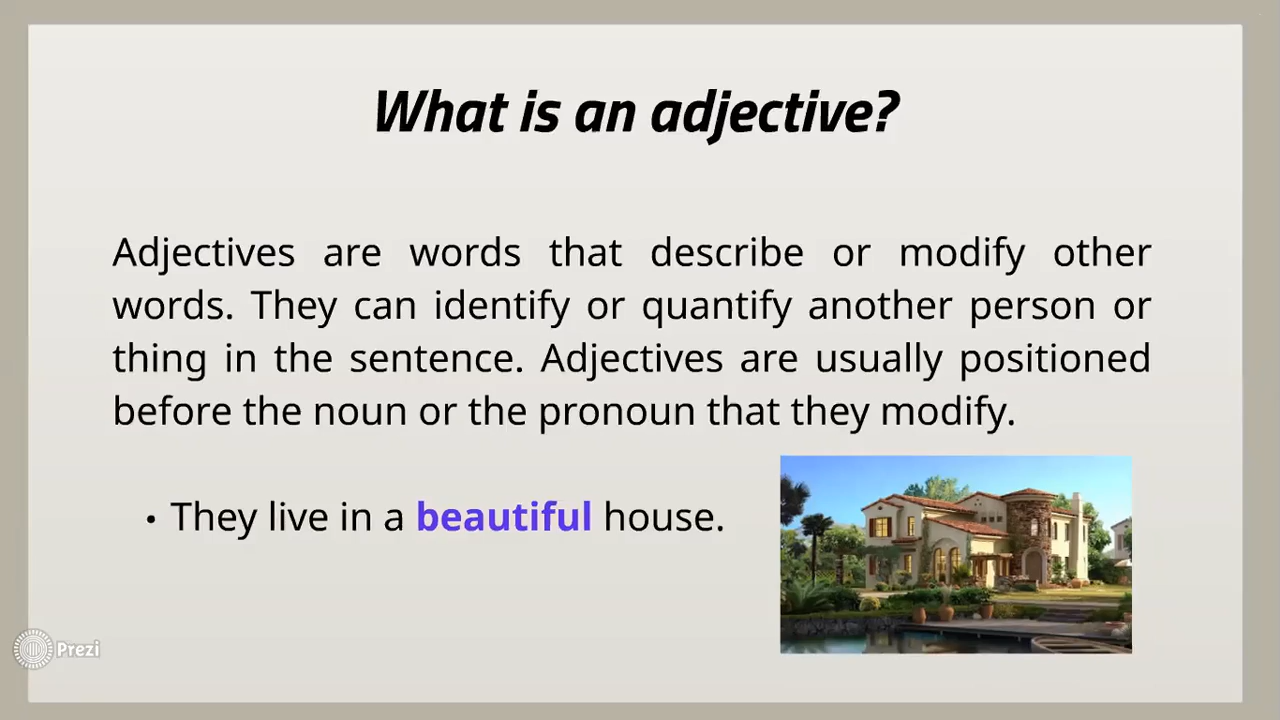 What is an adjective?
Adjectives are words that describe or modify other
words. They can identify or quantify another person or
thing in the sentence. Adjectives are usually positioned
before the noun or the pronoun that they modify.
• They live in a beautiful house.
Prezi